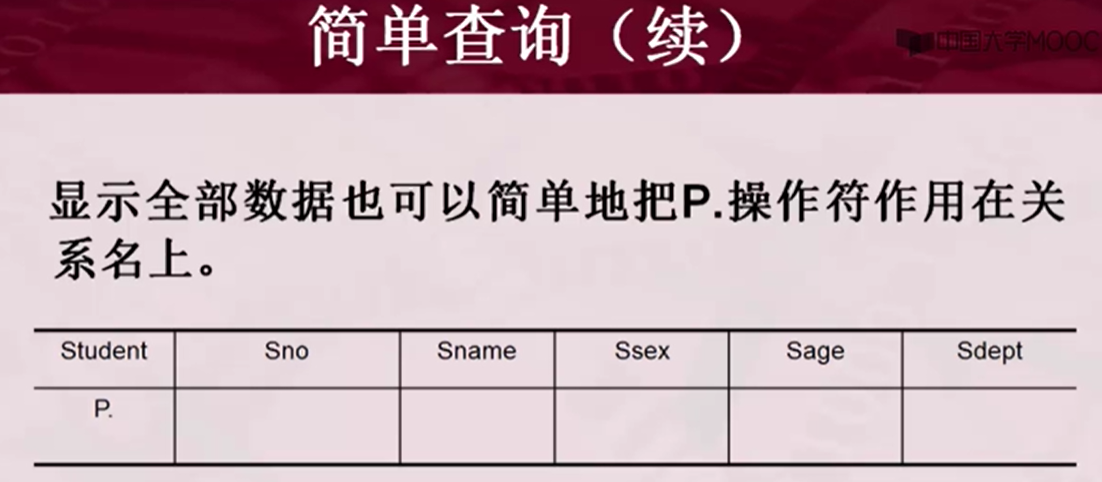 简单查询（续）
中国大学MOOC
显示全部数据也可以简单地把P.操作符作用在关
系名上。
Student Sno Sname Ssex Sage Sdept
P.